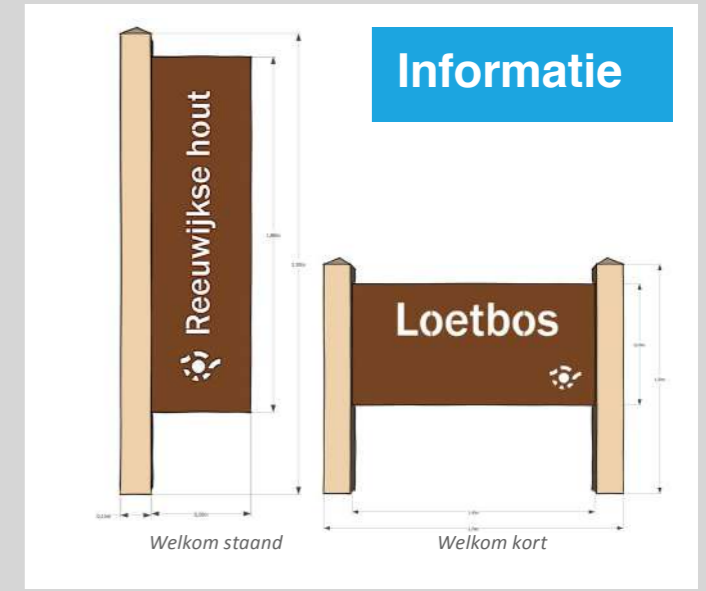 Informatie
Reeuwijkse hout
Loetbos
Welkom staand
Welkom kort